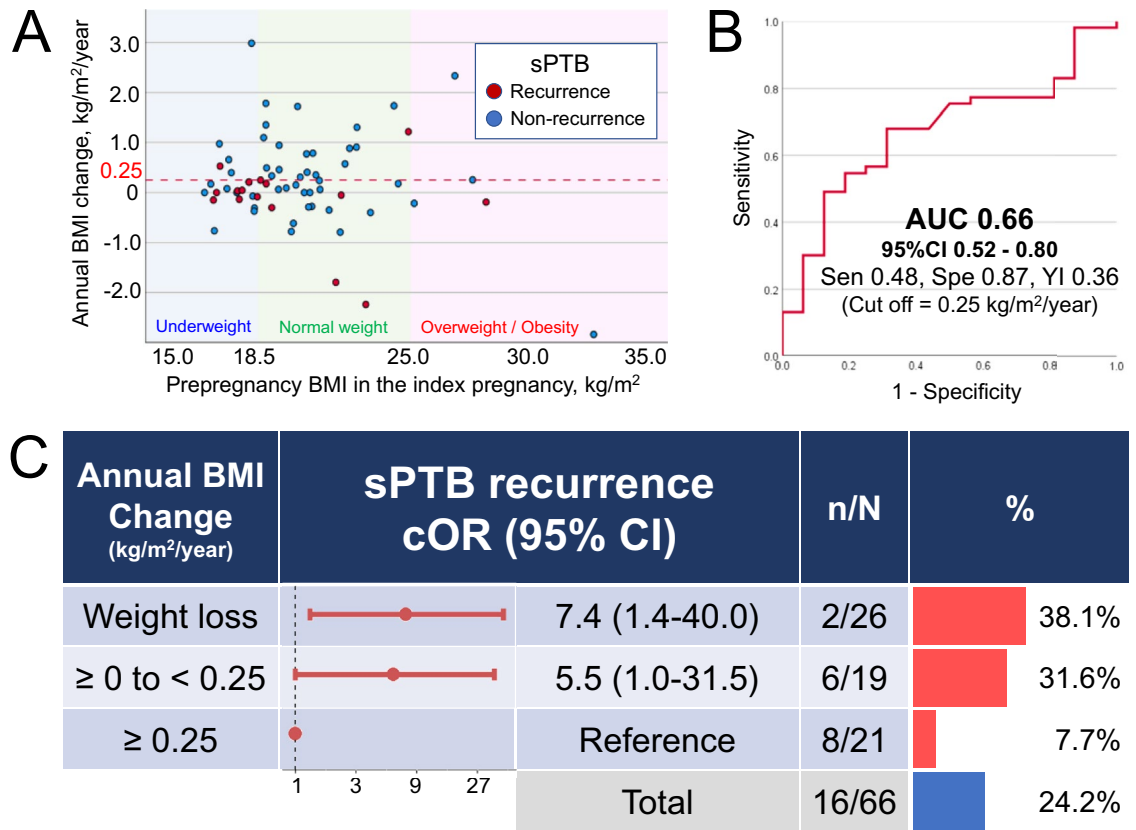 A
Annual BMI change, kg/m²/year
3.0
2.0
1.0
0.25
0
-1.0
-2.0
sPTB
Recurrence
Non-recurrence
Underweight
Normal weight
Overweight / Obesity
15.0 18.5 25.0 30.0 35.0
Prepregnancy BMI in the index pregnancy, kg/m²
B
Sensitivity
1.0
0.8
0.6
0.4
0.2
0.0
AUC 0.66
95%CI 0.52 - 0.80
Sen 0.48, Spe 0.87, YI 0.36
(Cut off = 0.25 kg/m²/year)
0.0 0.2 0.4 0.6 0.8 1.0
1 - Specificity
C
Annual BMI
Change
(kg/m²/year)
sPTB recurrence
cOR (95% CI)
n/N
%
Weight loss 7.4 (1.4-40.0) 2/26 38.1%
≥ 0 to < 0.25 5.5 (1.0-31.5) 6/19 31.6%
≥ 0.25 Reference 8/21 7.7%
1 3 9 27
Total 16/66 24.2%